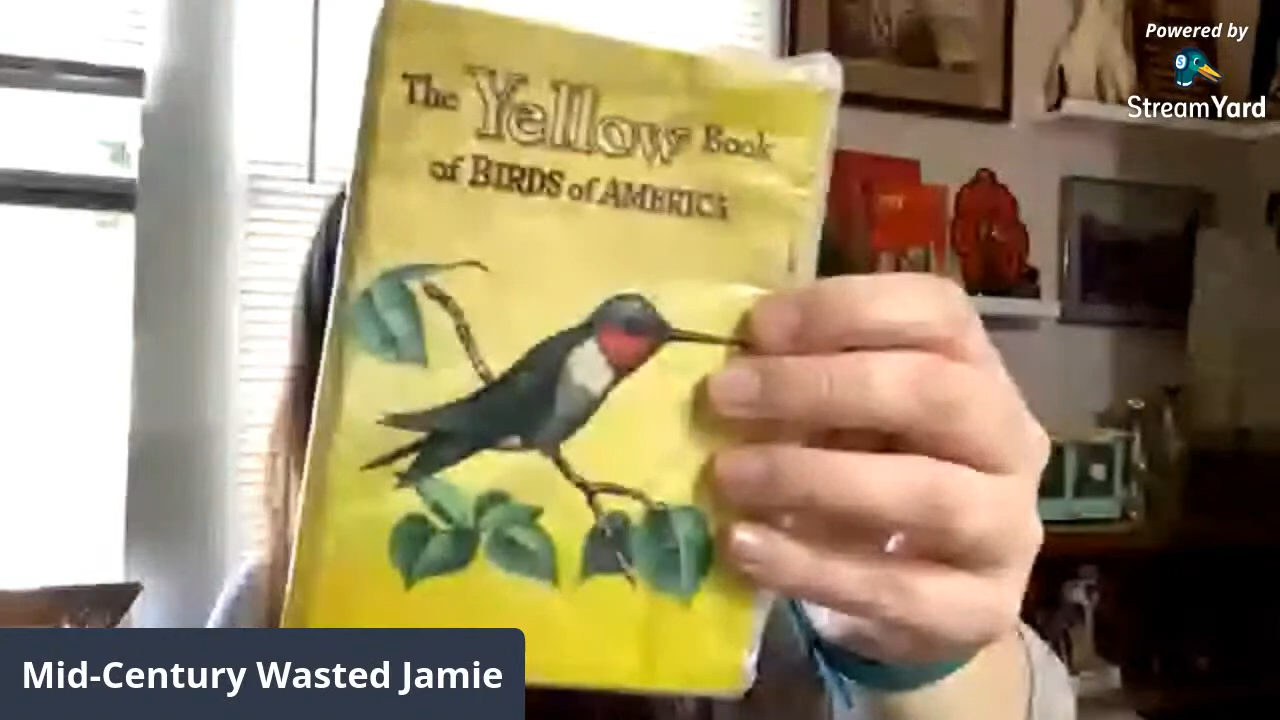 The Yellow Book
of BIRDS of AMERICA
Powered by
StreamYard
Mid-Century Wasted Jamie